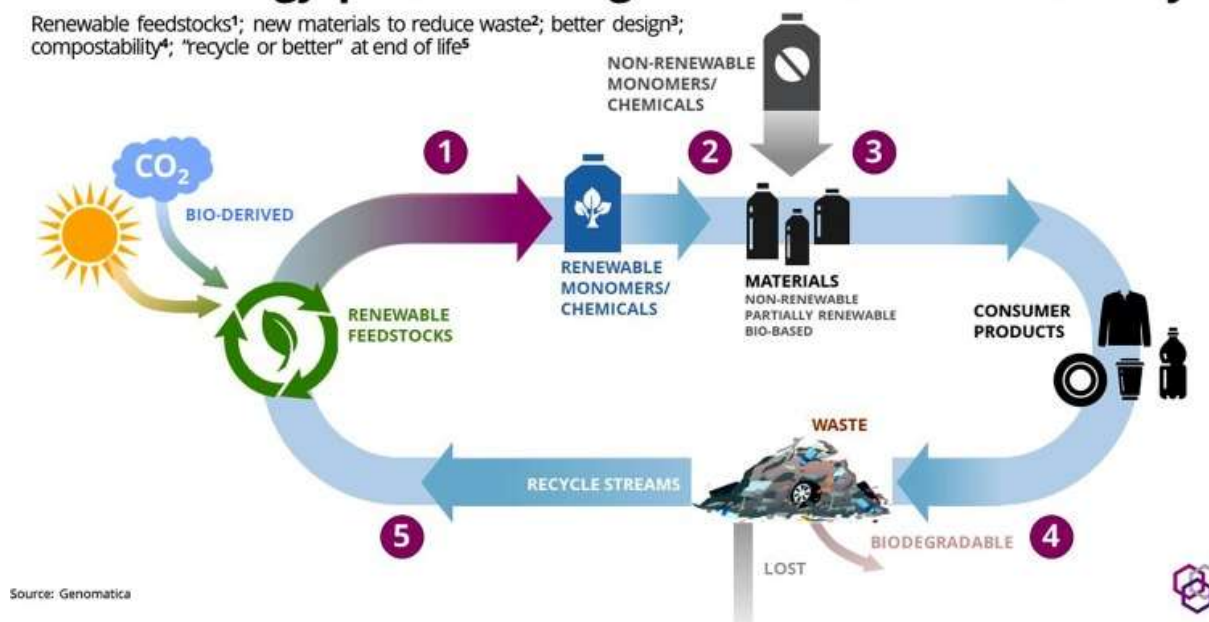 Renewable feedstocks¹; new materials to reduce waste²; better design³;
compostability⁴; “recycle or better” at end of life⁵
NON-RENEWABLE
MONOMERS/
CHEMICALS
1
2
3
CO₂
BIO-DERIVED
RENEWABLE
FEEDSTOCKS
RENEWABLE
MONOMERS/
CHEMICALS
MATERIALS
NON-RENEWABLE
PARTIALLY RENEWABLE
BIO-BASED
CONSUMER
PRODUCTS
WASTE
RECYCLE STREAMS
5
BIODEGRADABLE
4
LOST
Source: Genomatica